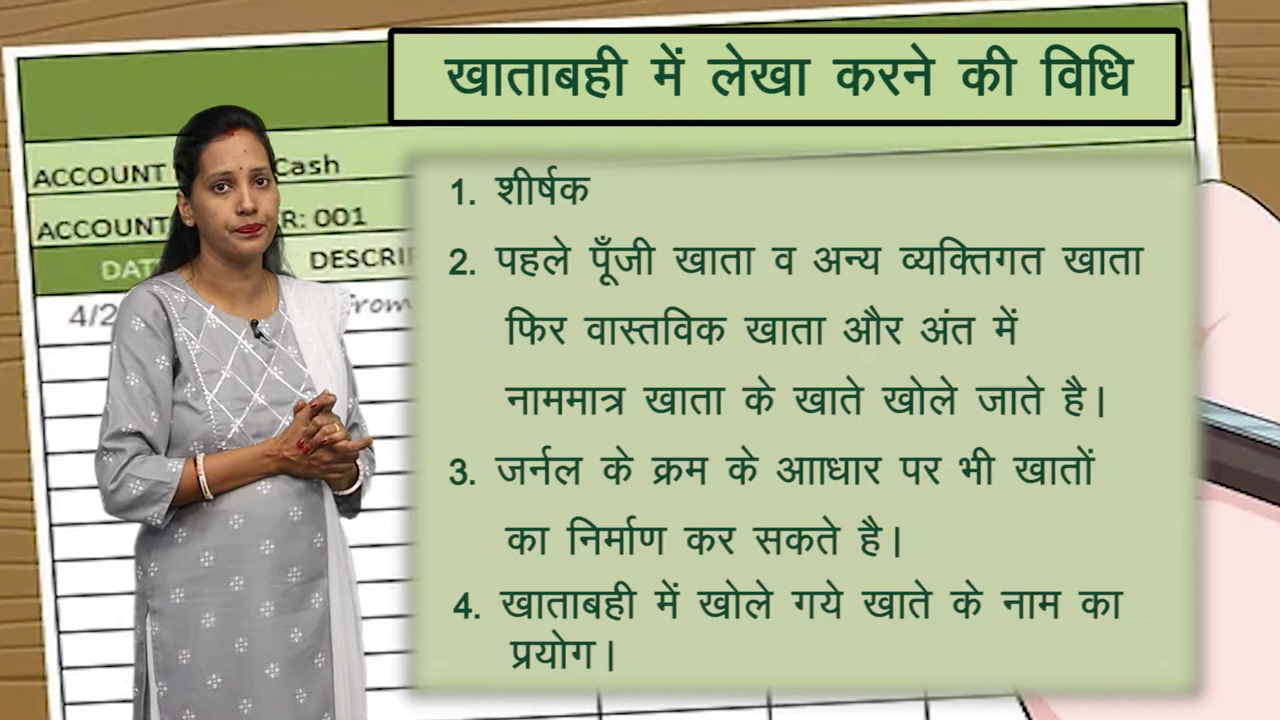 खाताबही में लेखा करने की विधि
ACCOUNT Cash
ACCOUNT R: 001
DAT DESCRI
4/2 From
1. शीर्षक
2. पहले पूँजी खाता व अन्य व्यक्तिगत खाता
फिर वास्तविक खाता और अंत में
नाममात्र खाता के खाते खोले जाते है।
3. जर्नल के क्रम के आाधार पर भी खातों
का निर्माण कर सकते है।
4. खाताबही में खोले गये खाते के नाम का
प्रयोग।